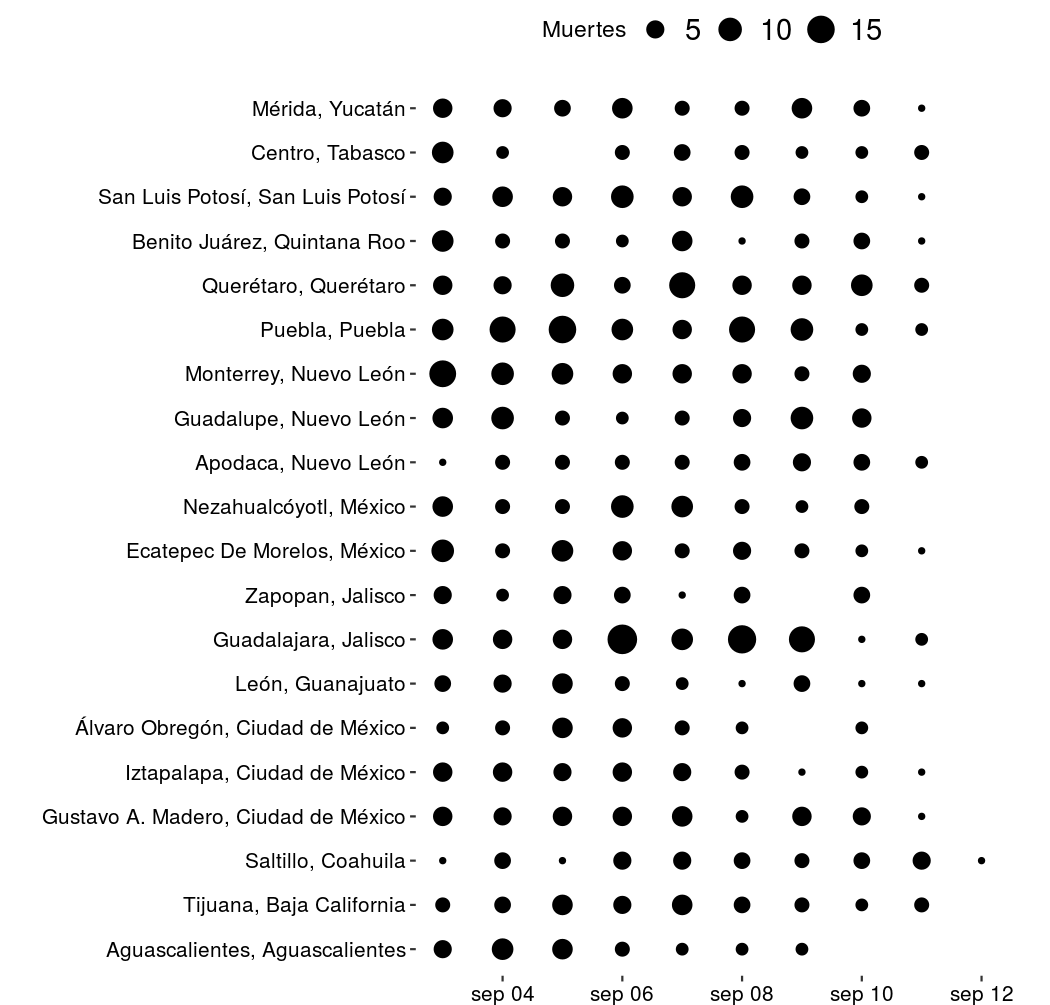 Muertes 5 10 15
Mérida, Yucatán
Centro, Tabasco
San Luis Potosí, San Luis Potosí
Benito Juárez, Quintana Roo
Querétaro, Querétaro
Puebla, Puebla
Monterrey, Nuevo León
Guadalupe, Nuevo León
Apodaca, Nuevo León
Nezahualcóyotl, México
Ecatepec De Morelos, México
Zapopan, Jalisco
Guadalajara, Jalisco
León, Guanajuato
Álvaro Obregón, Ciudad de México
Iztapalapa, Ciudad de México
Gustavo A. Madero, Ciudad de México
Saltillo, Coahuila
Tijuana, Baja California
Aguascalientes, Aguascalientes
sep 04 sep 06 sep 08 sep 10 sep 12